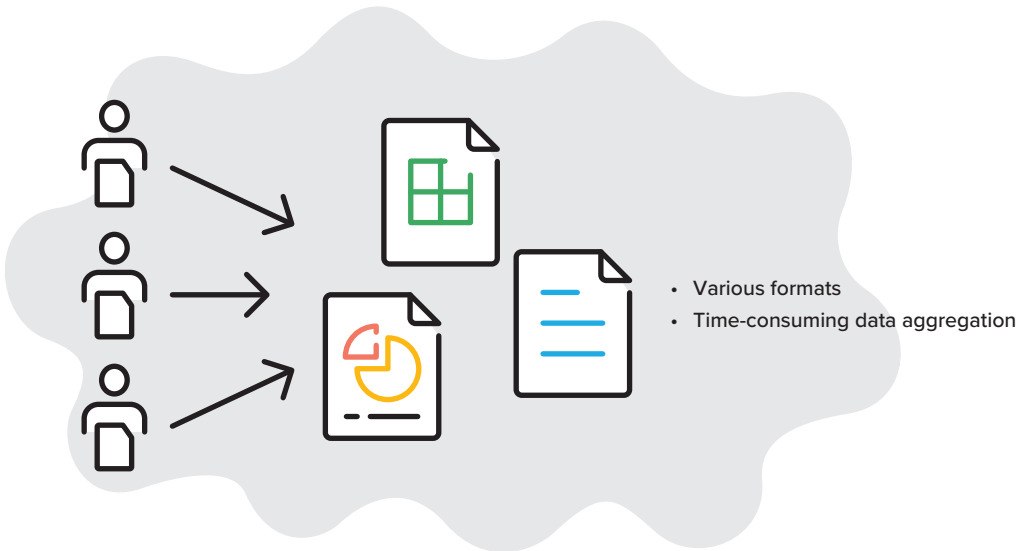 • Various formats
• Time-consuming data aggregation